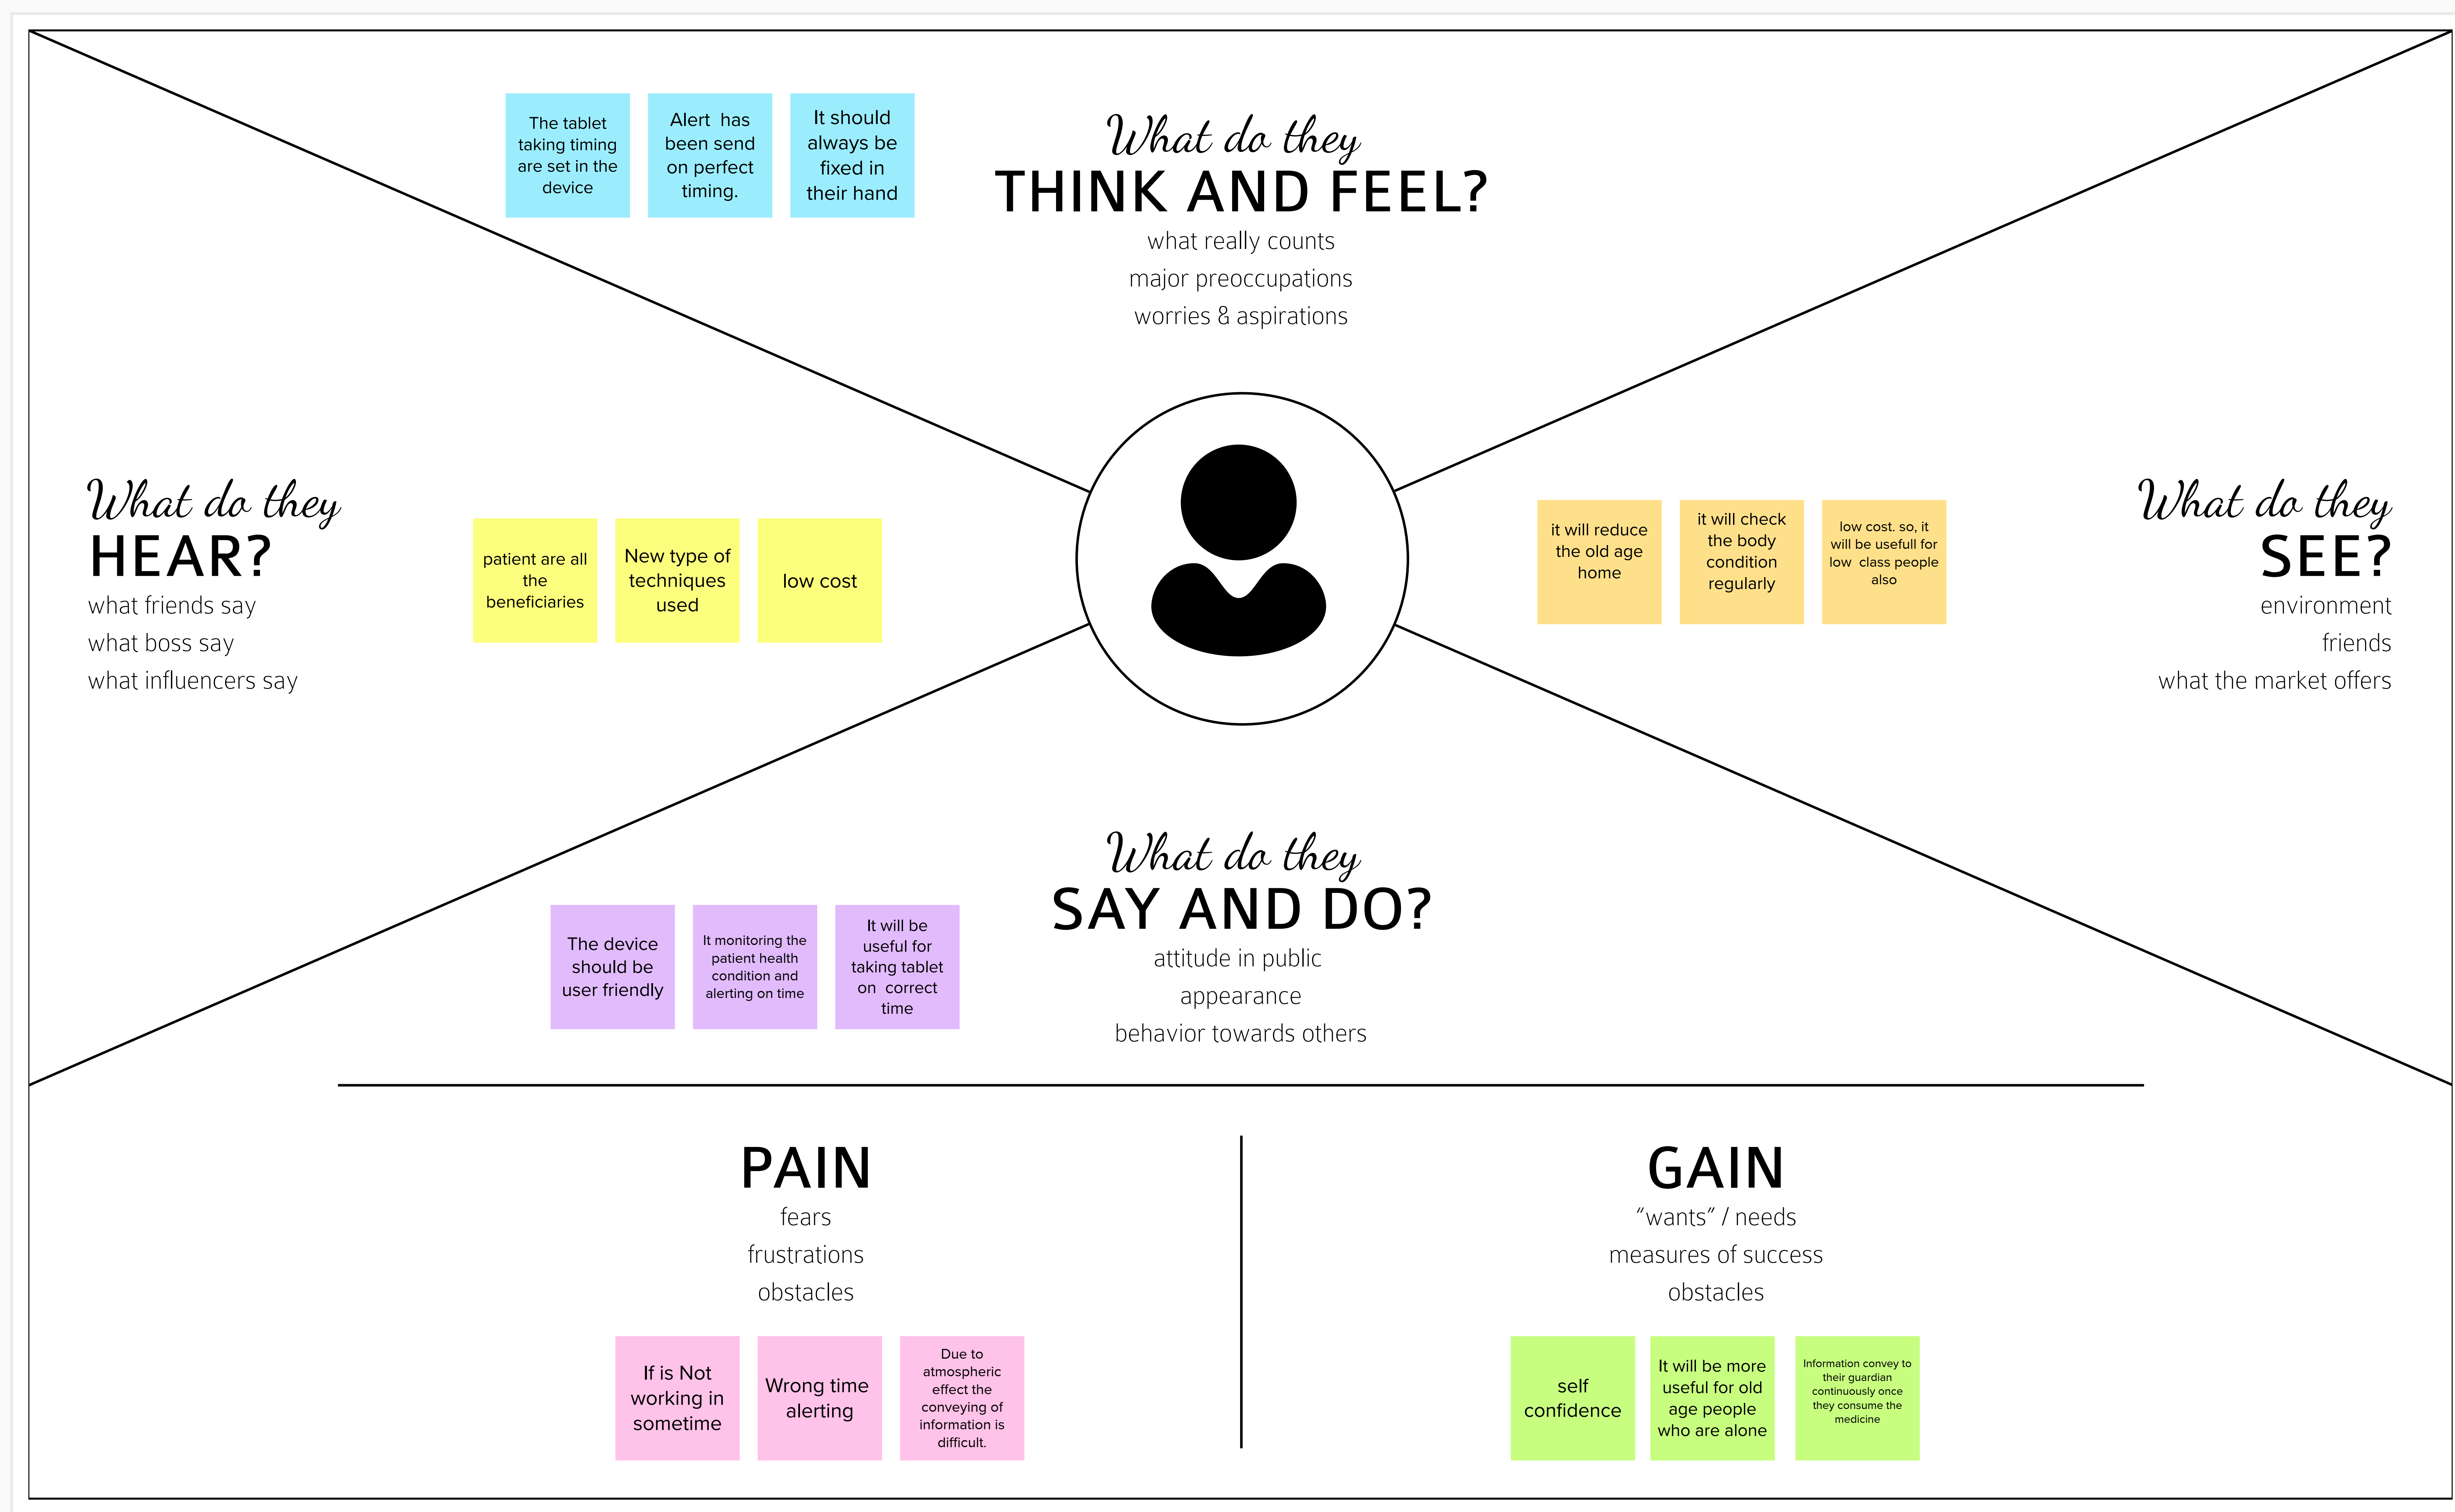 The tablet
taking timing
are set in the
device
Alert  has
been send
on perfect
timing.
It should
always be
fixed in
their hand
What do they
THINK AND FEEL?
what really counts
major preoccupations
worries & aspirations
What do they
HEAR?
what friends say
what boss say
what influencers say
patient are all
the
beneficiaries
New type of
techniques
used
low cost
it will reduce
the old age
home
it will check
the body
condition
regularly
low cost. so, it
will be usefull for
low  class people
also
What do they
SEE?
environment
friends
what the market offers
The device
should be
user friendly
It monitoring the
patient health
condition and
alerting on time
It will be
useful for
taking tablet
on  correct
time
What do they
SAY AND DO?
attitude in public
appearance
behavior towards others
PAIN
fears
frustrations
obstacles
If is Not
working in
sometime
Wrong time
alerting
Due to
atmospheric
effect the
conveying of
information is
difficult.
GAIN
“wants” / needs
measures of success
obstacles
self
confidence
It will be more
useful for old
age people
who are alone
Information convey to
their guardian
continuously once
they consume the
medicine